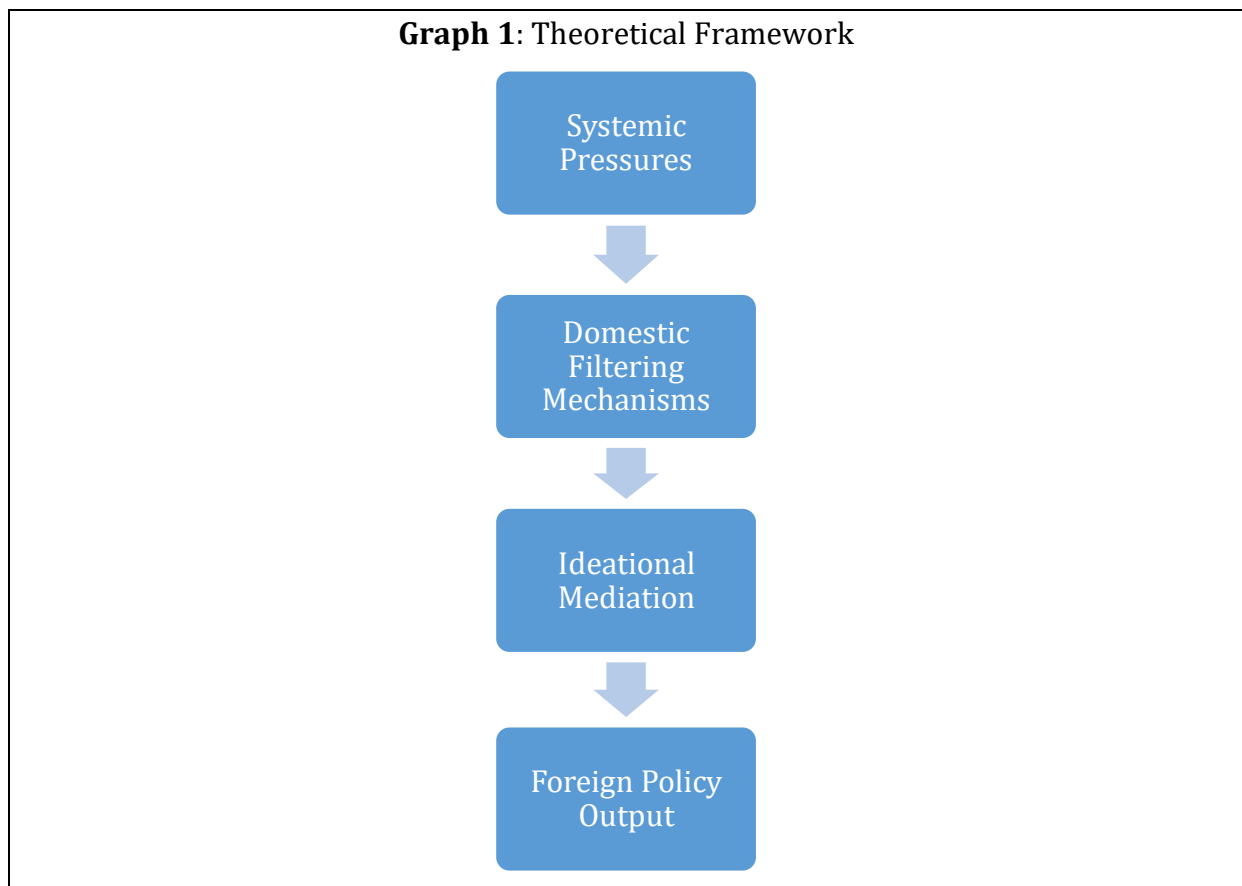 Graph 1: Theoretical Framework
Systemic
Pressures
Domestic
Filtering
Mechanisms
Ideational
Mediation
Foreign Policy
Output